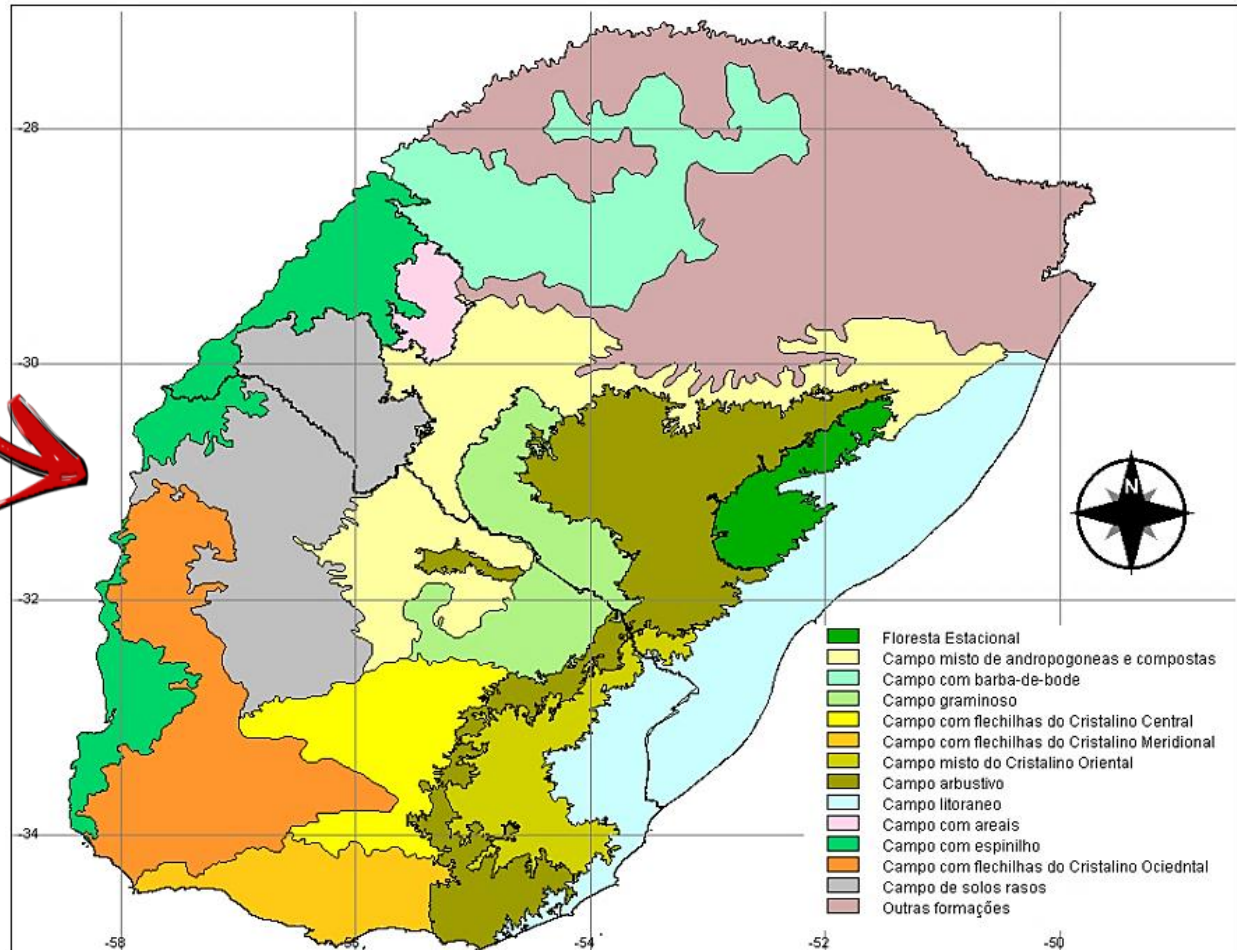 -28
-30
-32
-34
-58
-56
-54
-52
-50
N
Floresta Estacional
Campo misto de andropogoneas e compostas
Campo com barba-de-bode
Campo graminoso
Campo com flechilhas do Cristalino Central
Campo com flechilhas do Cristalino Meridional
Campo misto do Cristalino Oriental
Campo arbustivo
Campo litoraneo
Campo com areais
Campo com espinilho
Campo com flechilhas do Cristalino Ociedntal
Campo de solos rasos
Outras formações